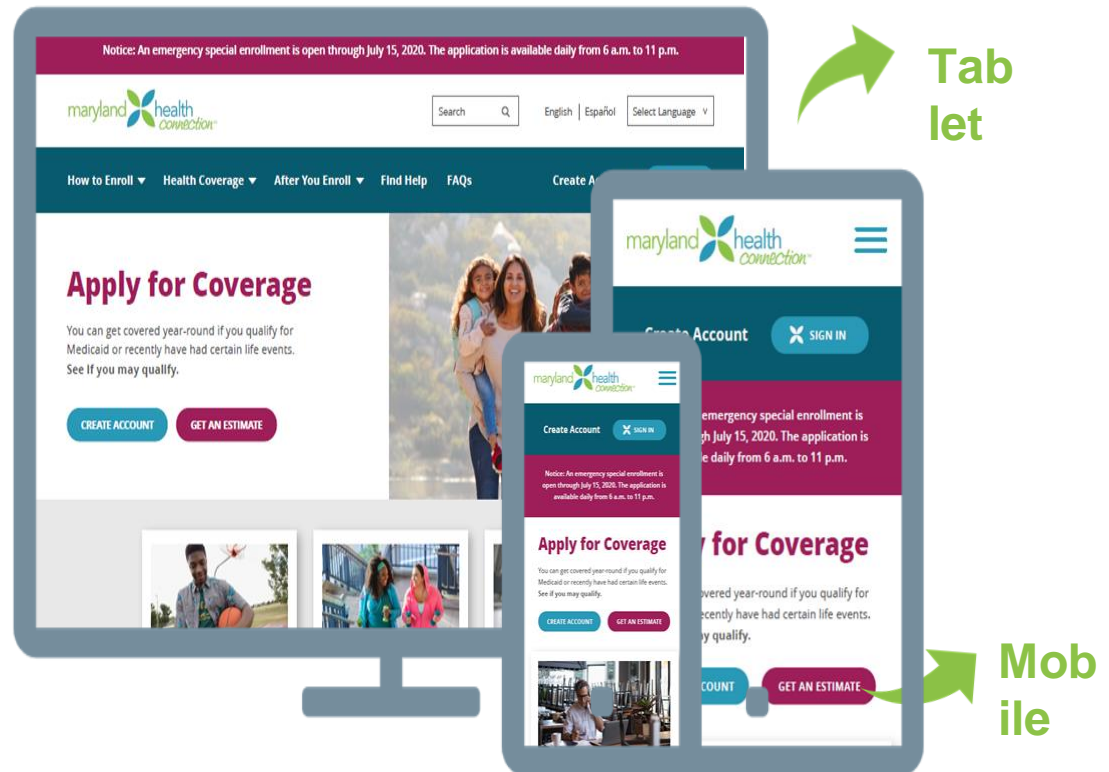 Notice: An emergency special enrollment is open through July 15, 2020. The application is available daily from 6 a.m. to 11 p.m.
maryland health
connection
Search
English | Español
Select Language
How to Enroll
Health Coverage
After You Enroll
Find Help
FAQs
Create A
Apply for Coverage
You can get covered year-round if you qualify for
Medicaid or recently have had certain life events.
See If you may qualify.
CREATE ACCOUNT
GET AN ESTIMATE
Tab
let
maryland health
connection
Create Account
SIGN IN
emergency special enrollment is
gh July 15, 2020. The application is
e daily from 6 a.m. to 11 p.m.
for Coverage
overed year-round if you qualify for
recently have had certain life events.
ay qualify.
COUNT
GET AN ESTIMATE
maryland health
connection
Create Account
SIGN IN
Notice: An emergency special enrollment is
open through July 15, 2020. The application is
available daily from 6 a.m. to 11 p.m.
Apply for Coverage
You can get covered year-round if you qualify for
Medicaid or recently have had certain life events.
See if you may qualify.
CREATE ACCOUNT
GET AN ESTIMATE
Mob
ile